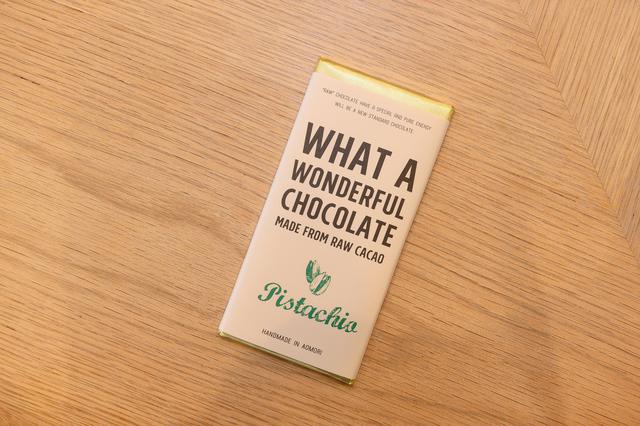 "RAW" CHOCOLATE HAVE A SPECIAL AND PURE ENERGY
WILL BE A NEW STANDARD CHOCOLATE.
WHAT A
WONDERFUL
CHOCOLATE
MADE FROM RAW CACAO
Pistachio
HANDMADE IN AOMORI